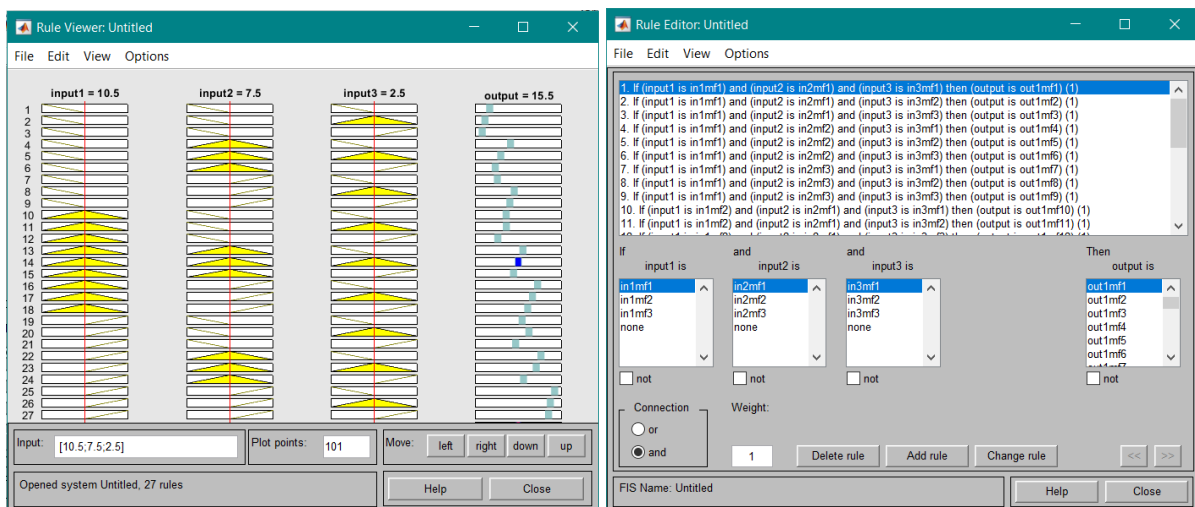 Rule Viewer: Untitled
File Edit View Options
input1 = 10.5
input2 = 7.5
input3 = 2.5
output = 15.5
1
2
3
4
5
6
7
8
9
10
11
12
13
14
15
16
17
18
19
20
21
22
23
24
25
26
27
Input:
[10.5;7.5;2.5]
Plot points:
101
Move:
left
right
down
up
Opened system Untitled, 27 rules
Help
Close
Rule Editor: Untitled
File Edit View Options
1. If (input1 is in1mf1) and (input2 is in2mf1) and (input3 is in3mf1) then (output is out1mf1) (1)
2. If (input1 is in1mf1) and (input2 is in2mf1) and (input3 is in3mf2) then (output is out1mf2) (1)
3. If (input1 is in1mf1) and (input2 is in2mf1) and (input3 is in3mf3) then (output is out1mf3) (1)
4. If (input1 is in1mf1) and (input2 is in2mf2) and (input3 is in3mf1) then (output is out1mf4) (1)
5. If (input1 is in1mf1) and (input2 is in2mf2) and (input3 is in3mf2) then (output is out1mf5) (1)
6. If (input1 is in1mf1) and (input2 is in2mf2) and (input3 is in3mf3) then (output is out1mf6) (1)
7. If (input1 is in1mf1) and (input2 is in2mf3) and (input3 is in3mf1) then (output is out1mf7) (1)
8. If (input1 is in1mf1) and (input2 is in2mf3) and (input3 is in3mf2) then (output is out1mf8) (1)
9. If (input1 is in1mf1) and (input2 is in2mf3) and (input3 is in3mf3) then (output is out1mf9) (1)
10. If (input1 is in1mf2) and (input2 is in2mf1) and (input3 is in3mf1) then (output is out1mf10) (1)
11. If (input1 is in1mf2) and (input2 is in2mf1) and (input3 is in3mf2) then (output is out1mf11) (1)
If
input1 is
and
input2 is
and
input3 is
Then
output is
in1mf1
in1mf2
in1mf3
none
in2mf1
in2mf2
in2mf3
none
in3mf1
in3mf2
in3mf3
none
out1mf1
out1mf2
out1mf3
out1mf4
out1mf5
out1mf6
not
not
not
not
Connection
or
and
Weight:
1
Delete rule
Add rule
Change rule
<<
>>
FIS Name: Untitled
Help
Close